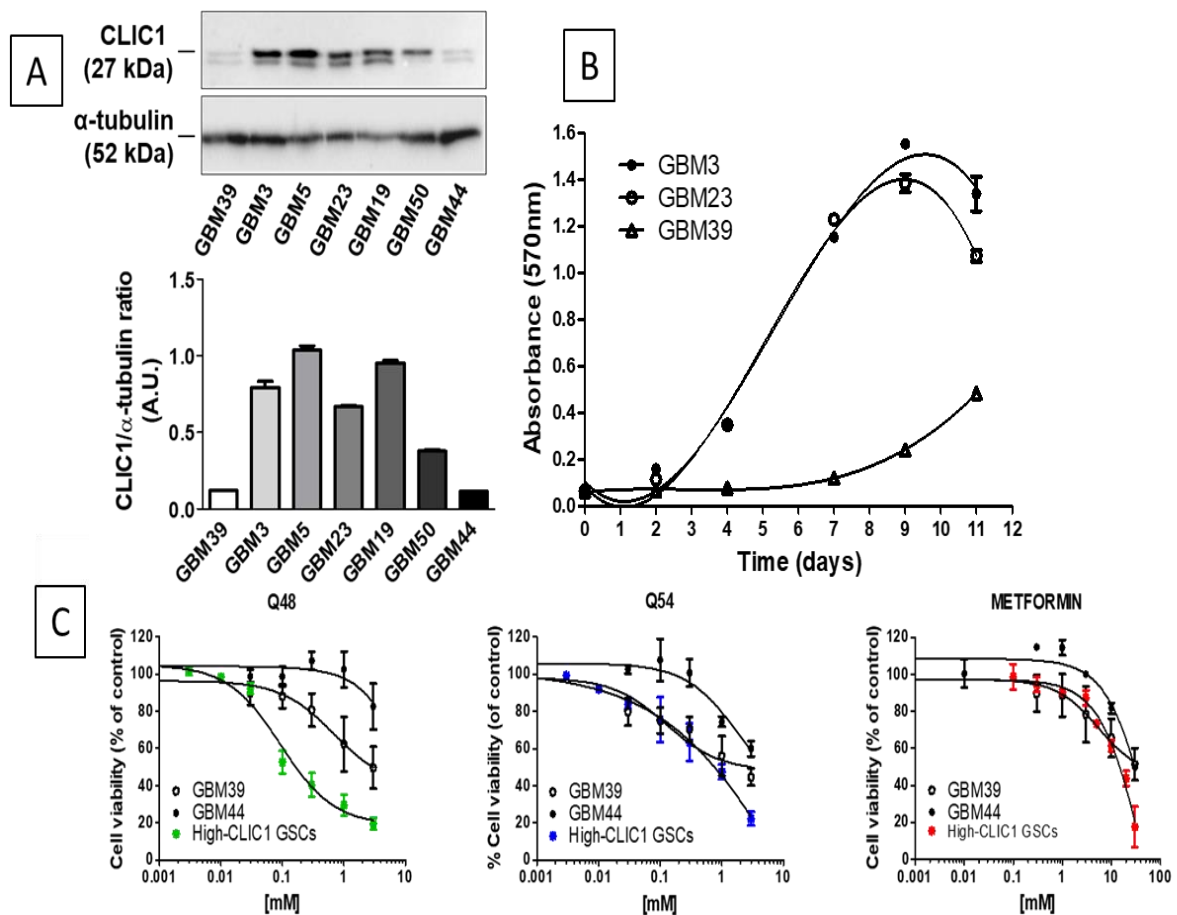 A
CLIC1
(27 kDa)
α-tubulin
(52 kDa)
GBM39
GBM3
GBM5
GBM23
GBM19
GBM50
GBM44
CLIC1/α-tubulin ratio
(A.U.)
1.5
1.0
0.5
0.0
GBM39
GBM3
GBM5
GBM23
GBM19
GBM50
GBM44
B
Absorbance (570nm)
1.6
1.4
1.2
1.0
0.8
0.6
0.4
0.2
0.0
GBM3
GBM23
GBM39
0 1 2 3 4 5 6 7 8 9 10 11 12
Time (days)
C
Q48
Cell viability (% of control)
120
100
80
60
40
20
0
GBM39
GBM44
High-CLIC1 GSCs
0.001 0.01 0.1 1 10
[mM]
Q54
% Cell viability (of control)
120
100
80
60
40
20
0
GBM39
GBM44
High-CLIC1 GSCs
0.001 0.01 0.1 1 10
[mM]
METFORMIN
Cell viability (% of control)
120
100
80
60
40
20
0
GBM39
GBM44
High-CLIC1 GSCs
0.001 0.01 0.1 1 10 100
[mM]